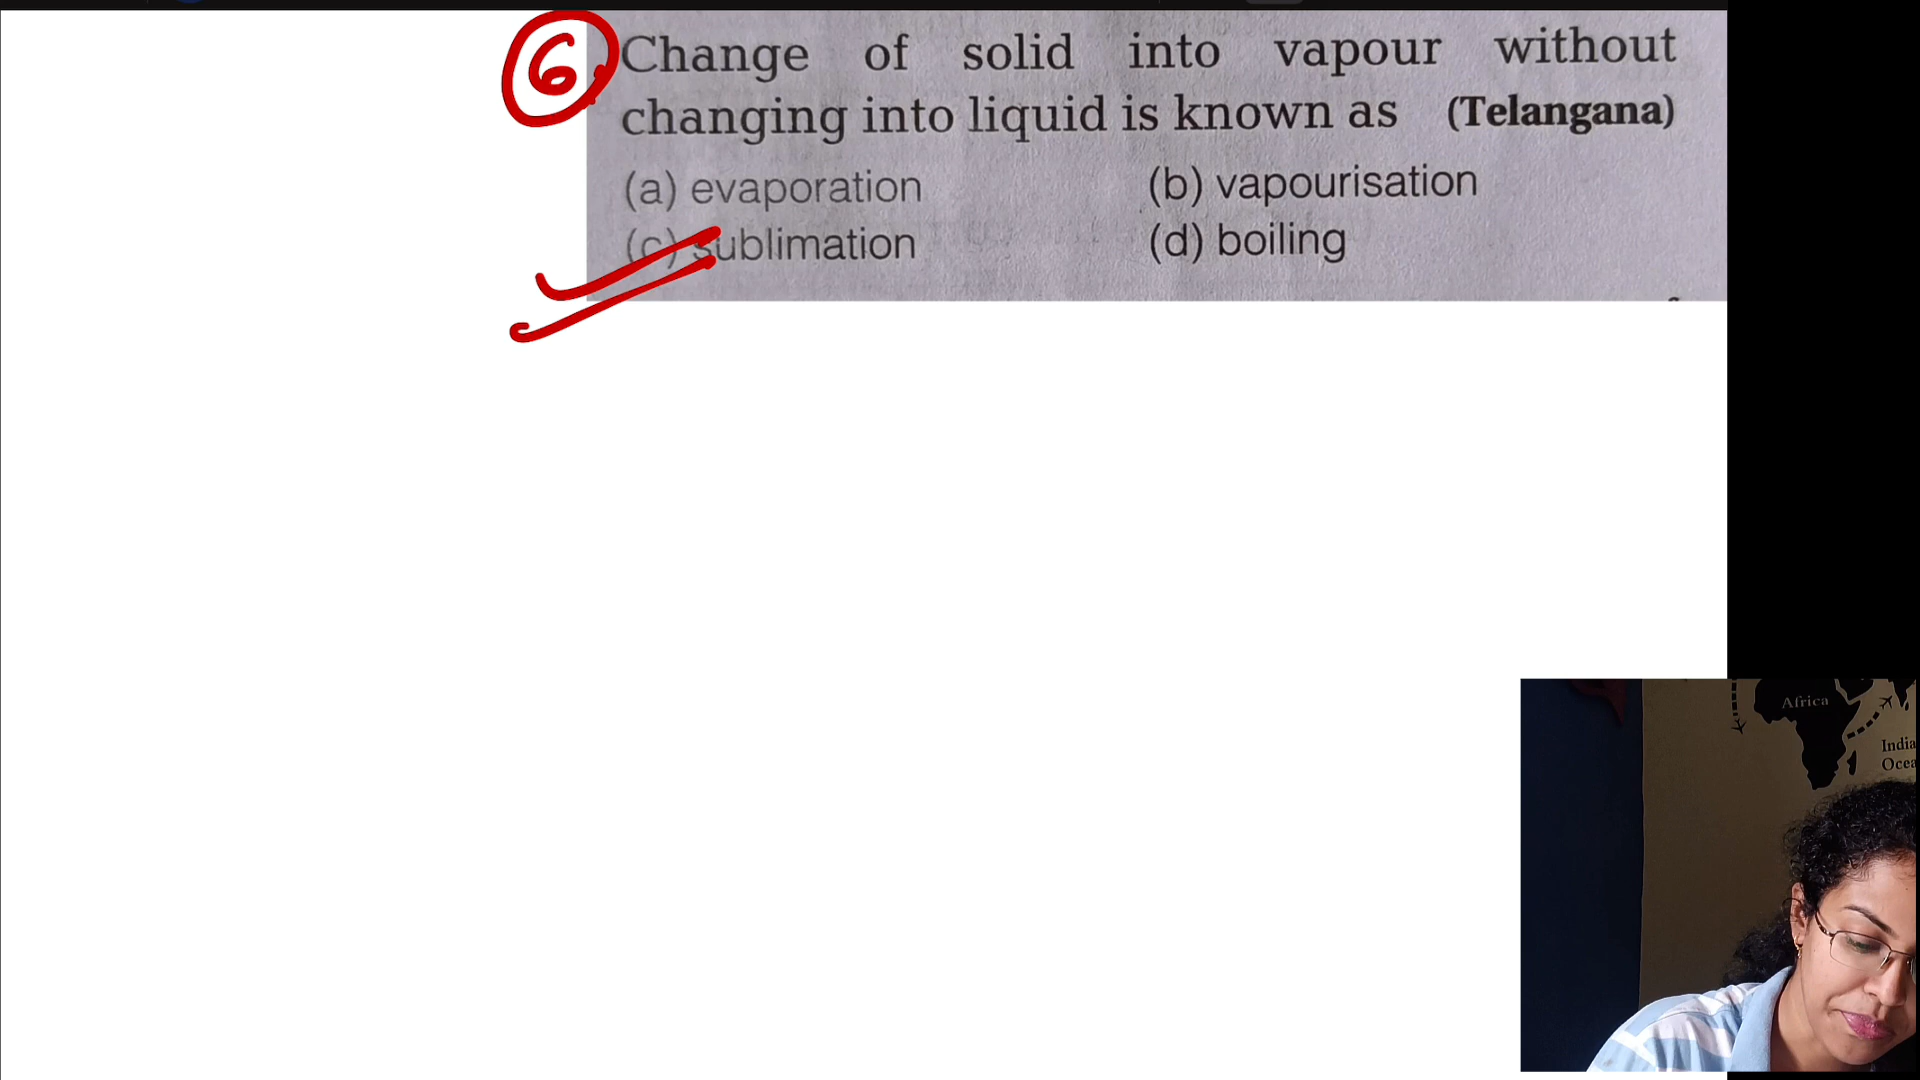 6. Change of solid into vapour without
changing into liquid is known as (Telangana)
(a) evaporation (b) vapourisation
(c) sublimation (d) boiling
Africa
India
Ocea